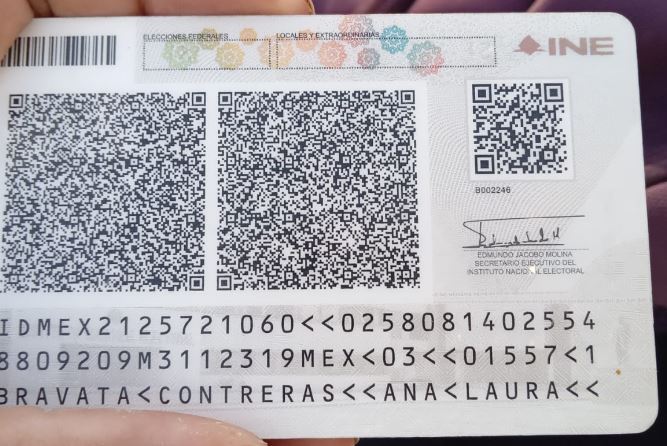 ELECCIONES FEDERALES LOCALES Y EXTRAORDINARIAS
INE
B002246
EDMUNDO JACOBO MOLINA
SECRETARIO EJECUTIVO DEL
INSTITUTO NACIONAL ELECTORAL
IDMEX2125721060<<0258081402554
8809209M3112319MEX<03<<01557<1
BRAVATA<CONTRERAS<<ANA<LAURA<<